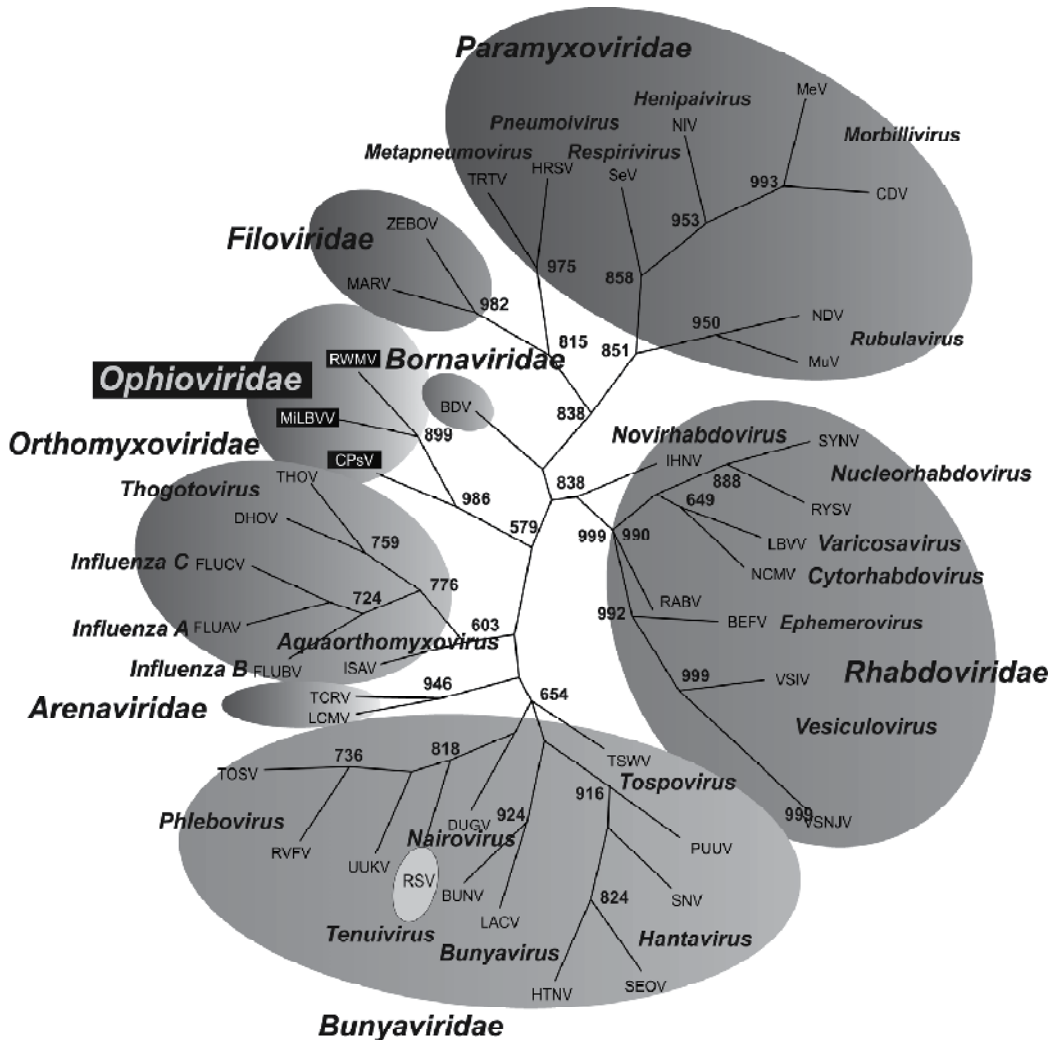 Paramyxoviridae
MeV
Henipaivirus
NIV
Pneumoivirus
Morbillivirus
Metapneumovirus
HRSV
Respirivirus
TRTV
SeV
993
CDV
ZEBOV
953
Filoviridae
975
858
MARV
982
950
NDV
Rubulavirus
815
851
MuV
RWMV
Bornaviridae
Ophioviridae
BDV
838
MiLBVV
899
Novirhabdovirus
SYNV
Orthomyxoviridae
CPsV
IHNV
Nucleorhabdovirus
THOV
838
888
Thogotovirus
986
649
RYSV
DHOV
579
999
990
LBVV
Varicosavirus
759
Influenza C
FLUCV
NCMV
Cytorhabdovirus
776
724
RABV
992
BEFV
Ephemerovirus
Influenza A
FLUAV
603
Aquaorthomyxovirus
Influenza B
FLUBV
ISAV
999
VSIV
Rhabdoviridae
946
TCRV
654
Arenaviridae
LCMV
Vesiculovirus
736
818
TSWV
TOSV
Tospovirus
916
Phlebovirus
DUGV
924
999
VSNJV
Nairovirus
PUUV
RVFV
UUKV
RSV
BUNV
SNV
824
LACV
Tenuivirus
Bunyavirus
Hantavirus
HTNV
SEOV
Bunyaviridae